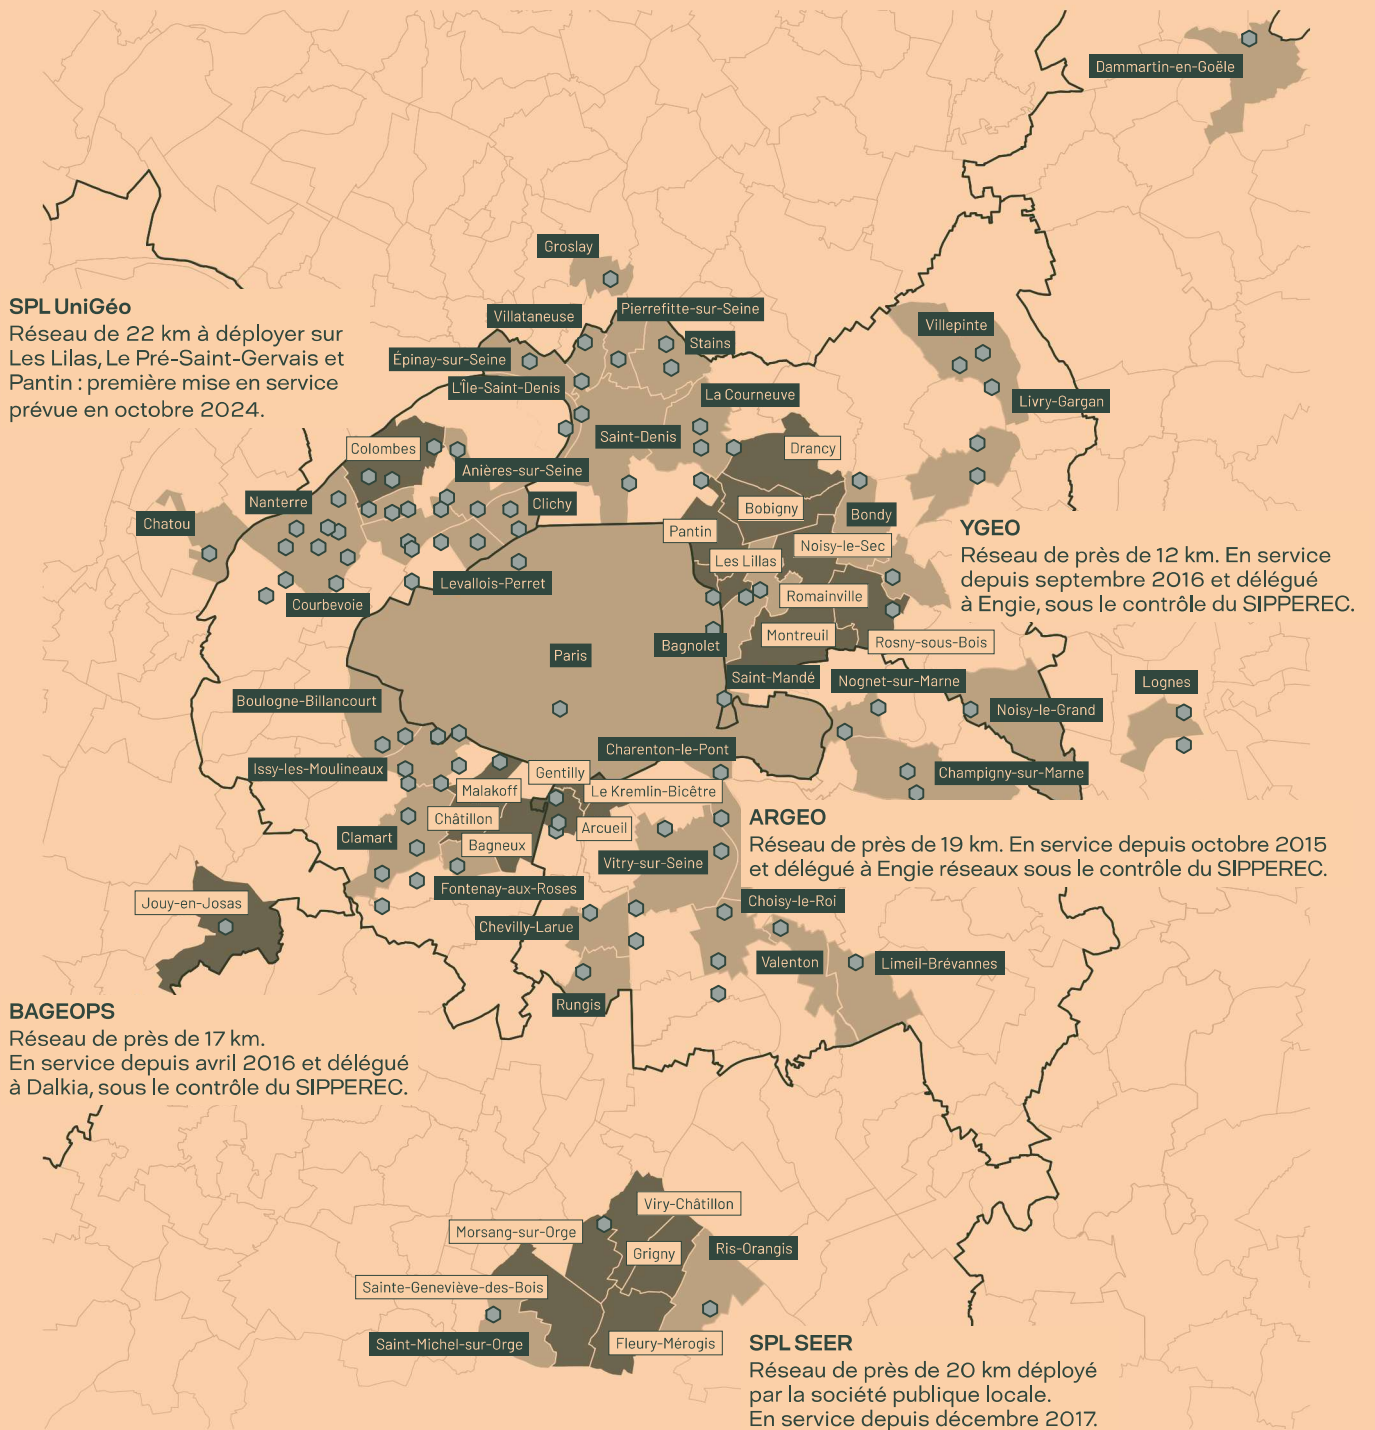 Dammartin-en-Goële
Groslay
SPL UniGéo
Réseau de 22 km à déployer sur
Les Lilas, Le Pré-Saint-Gervais et
Pantin : première mise en service
prévue en octobre 2024.
Villataneuse
Pierrefitte-sur-Seine
Villepinte
Épinay-sur-Seine
Stains
L'Île-Saint-Denis
La Courneuve
Livry-Gargan
Colombes
Saint-Denis
Drancy
Anières-sur-Seine
Nanterre
Clichy
Chatou
Bobigny
Bondy
Pantin
Noisy-le-Sec
Les Lillas
YGEO
Réseau de près de 12 km. En service
depuis septembre 2016 et délégué
à Engie, sous le contrôle du SIPPEREC.
Levallois-Perret
Courbevoie
Romainville
Montreuil
Bagnolet
Rosny-sous-Bois
Paris
Saint-Mandé
Nognet-sur-Marne
Lognes
Boulogne-Billancourt
Noisy-le-Grand
Charenton-le-Pont
Issy-les-Moulineaux
Gentilly
Champigny-sur-Marne
Malakoff
Le Kremlin-Bicêtre
Châtillon
Arcueil
ARGEO
Réseau de près de 19 km. En service depuis octobre 2015
et délégué à Engie réseaux sous le contrôle du SIPPEREC.
Clamart
Bagneux
Vitry-sur-Seine
Fontenay-aux-Roses
Jouy-en-Josas
Choisy-le-Roi
Chevilly-Larue
Valenton
Limeil-Brévannes
Rungis
BAGEOPS
Réseau de près de 17 km.
En service depuis avril 2016 et délégué
à Dalkia, sous le contrôle du SIPPEREC.
Viry-Châtillon
Morsang-sur-Orge
Grigny
Ris-Orangis
Sainte-Geneviève-des-Bois
Saint-Michel-sur-Orge
Fleury-Mérogis
SPL SEER
Réseau de près de 20 km déployé
par la société publique locale.
En service depuis décembre 2017.